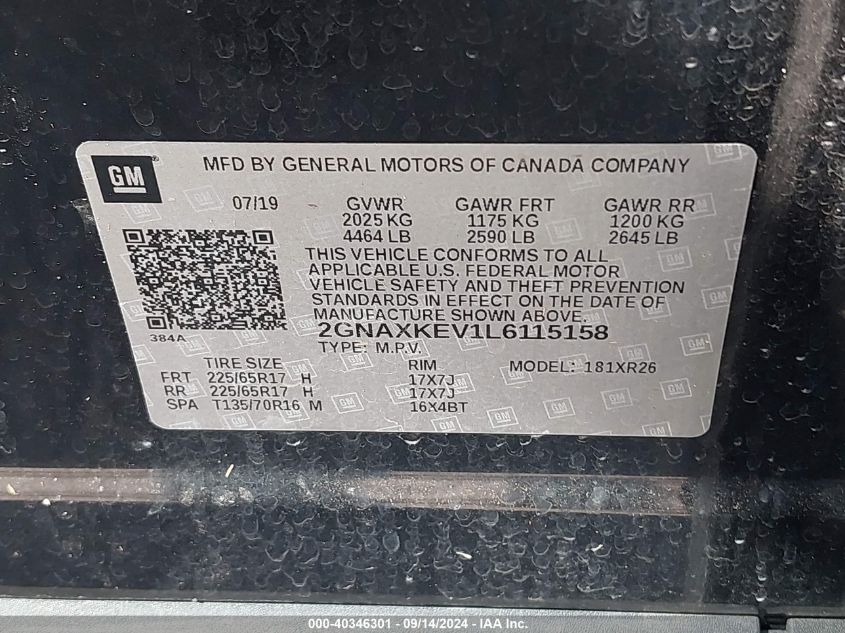 GM
MFD BY GENERAL MOTORS OF CANADA COMPANY
07/19 GVWR GAWR FRT GAWR RR
2025 KG 1175 KG 1200 KG
4464 LB 2590 LB 2645 LB
THIS VEHICLE CONFORMS TO ALL
APPLICABLE U.S. FEDERAL MOTOR
VEHICLE SAFETY AND THEFT PREVENTION
STANDARDS IN EFFECT ON THE DATE OF
MANUFACTURE SHOWN ABOVE.
384A
2GNAXKEV1L6115158
TYPE: M.P.V.
TIRE SIZE RIM MODEL: 181XR26
FRT 225/65R17 H 17X7J
RR 225/65R17 H 17X7J
SPA T135/70R16 M 16X4BT
000-40346301 - 09/14/2024 - IAA Inc.